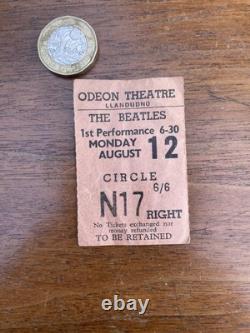 ODEON THEATRE
LLANDUDNO
THE BEATLES
1st Performance 6-30
MONDAY
AUGUST 12
CIRCLE
6/6
N17 RIGHT
No Tickets exchanged nor
money refunded
TO BE RETAINED